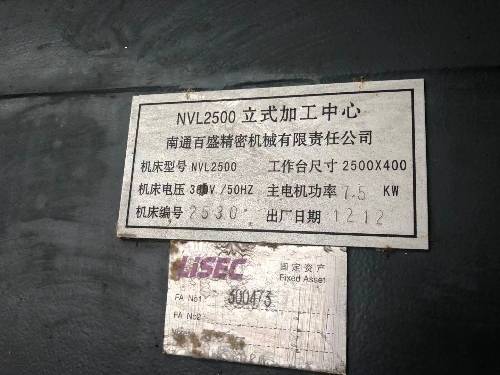 NVL2500 立式加工中心
南通百盛精密机械有限责任公司
机床型号 NVL2500 工作台尺寸 2500X400
机床电压 /50HZ 主电机功率 7.5 KW
机床编号 2530 出厂日期 1212
LiSEC 固定资产
Fixed Asset
FA No1 300473
FA No2